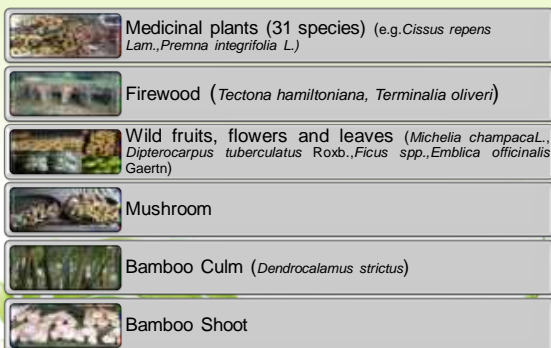 Medicinal plants (31 species) (e.g.Cissus repens
Lam.,Premna integrifolia L.)
Firewood (Tectona hamiltoniana, Terminalia oliveri)
Wild fruits, flowers and leaves (Michelia champacaL.,
Dipterocarpus tuberculatus Roxb.,Ficus spp.,Emblica officinalis
Gaertn)
Mushroom
Bamboo Culm (Dendrocalamus strictus)
Bamboo Shoot